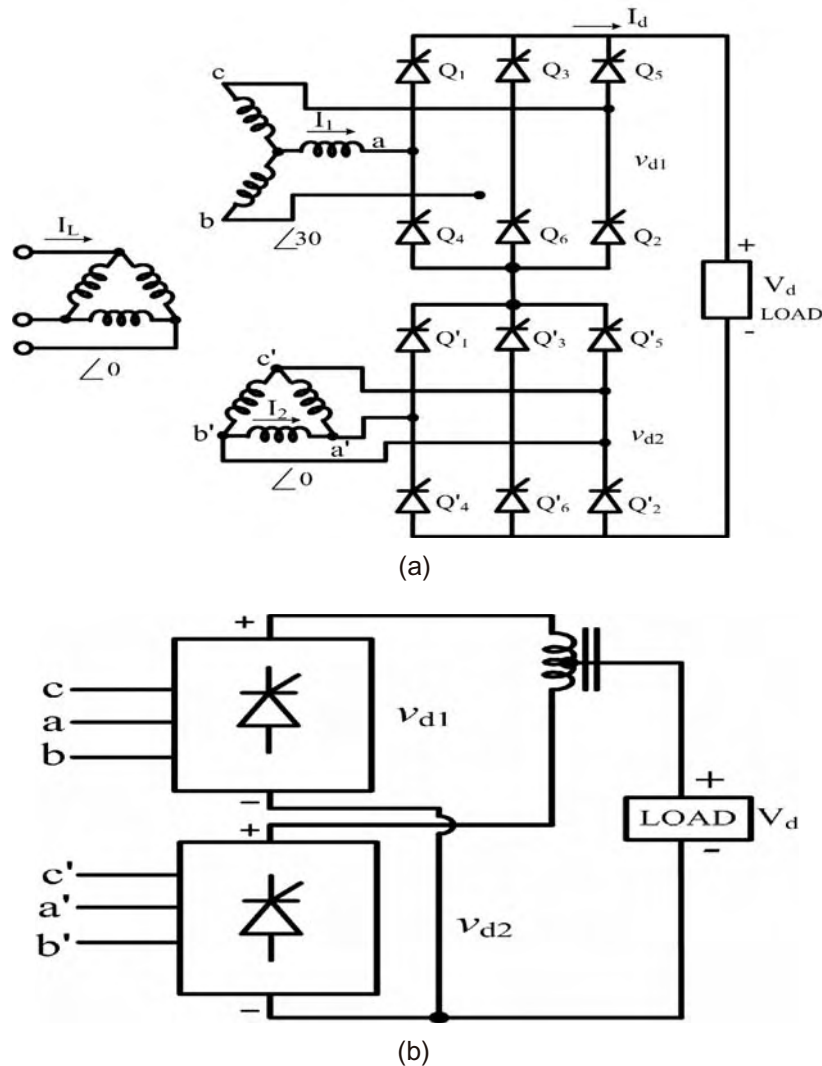 I_d
c
Q_1
Q_3
Q_5
I_1
a
v_d1
b
∠30
Q_4
Q_6
Q_2
I_L
+
V_d
LOAD
-
Q'_1
Q'_3
Q'_5
c'
I_2
b'
a'
v_d2
∠0
∠0
Q'_4
Q'_6
Q'_2
(a)
+
c
a
b
v_d1
−
+
+
LOAD
V_d
-
c'
a'
b'
v_d2
−
(b)